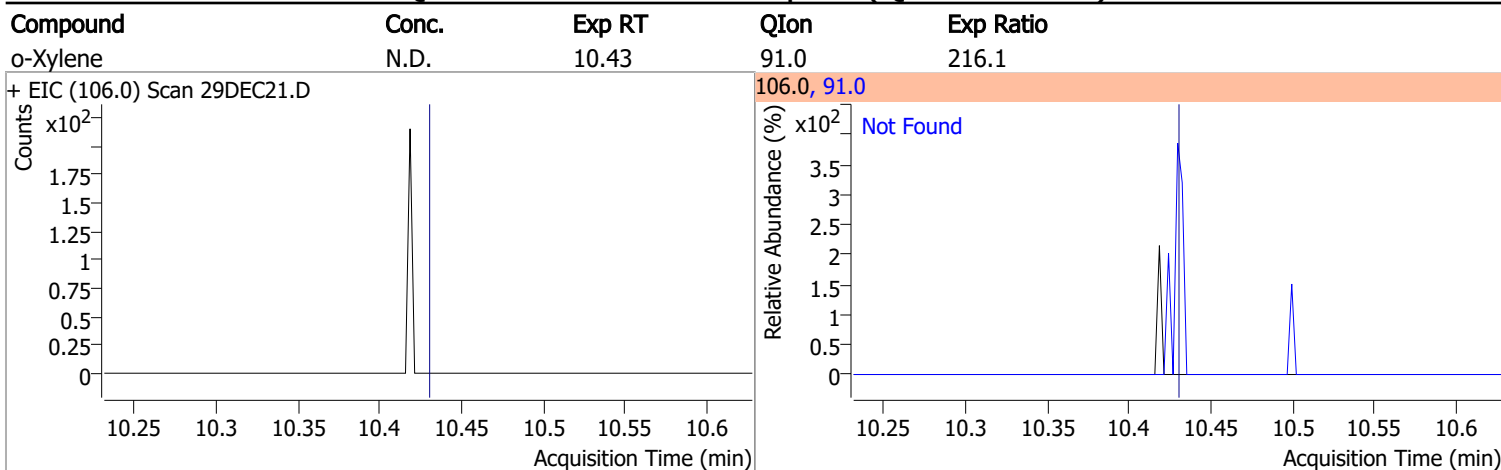 Compound Conc. Exp RT QIon Exp Ratio
o-Xylene N.D. 10.43 91.0 216.1
+ EIC (106.0) Scan 29DEC21.D
Counts
x10²
1.75
1.5
1.25
1
0.75
0.5
0.25
0
10.25 10.3 10.35 10.4 10.45 10.5 10.55 10.6
Acquisition Time (min)
106.0, 91.0
Relative Abundance (%)
x10²
Not Found
3.5
3
2.5
2
1.5
1
0.5
0
10.25 10.3 10.35 10.4 10.45 10.5 10.55 10.6
Acquisition Time (min)